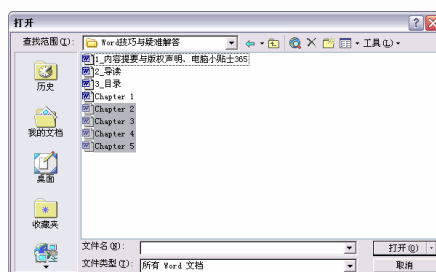 打开
查找范围(I):
Word技巧与疑难解答
工具(L)
1_内容提要与版权声明、电脑小贴士365
2_导读
3_目录
Chapter 1
Chapter 2
Chapter 3
Chapter 4
Chapter 5
历史
我的文档
桌面
收藏夹
文件名(N):
打开(O)
文件类型(T):
所有 Word 文档
取消